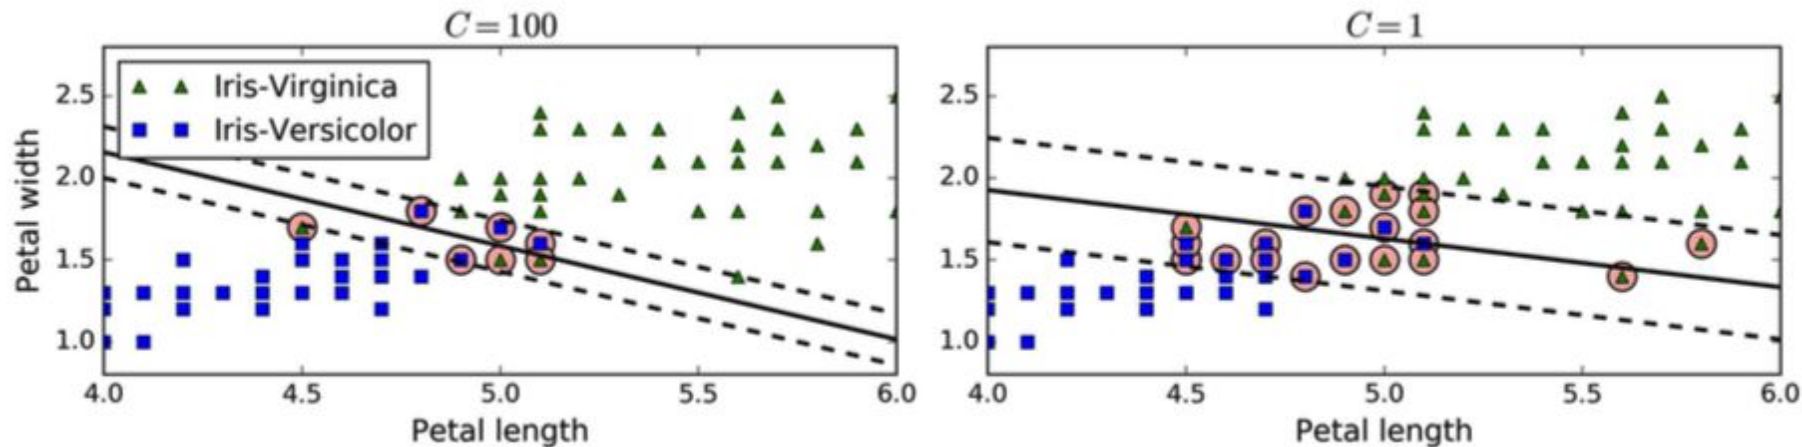 C = 100
Iris-Virginica
Iris-Versicolor
Petal width
2.5
2.0
1.5
1.0
4.0 4.5 5.0 5.5 6.0
Petal length
C = 1
2.5
2.0
1.5
1.0
4.0 4.5 5.0 5.5 6.0
Petal length